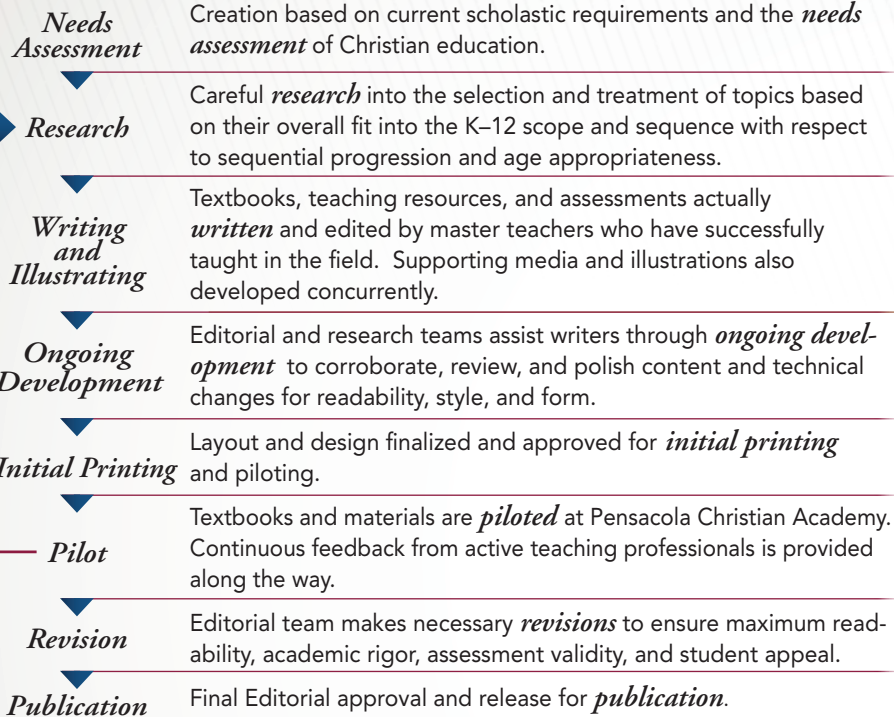 Needs
Assessment
Creation based on current scholastic requirements and the needs
assessment of Christian education.
Research
Careful research into the selection and treatment of topics based
on their overall fit into the K–12 scope and sequence with respect
to sequential progression and age appropriateness.
Writing
and
Illustrating
Textbooks, teaching resources, and assessments actually
written and edited by master teachers who have successfully
taught in the field.  Supporting media and illustrations also
developed concurrently.
Ongoing
Development
Editorial and research teams assist writers through ongoing devel-
opment  to corroborate, review, and polish content and technical
changes for readability, style, and form.
Initial Printing
Layout and design finalized and approved for initial printing
and piloting.
Pilot
Textbooks and materials are piloted at Pensacola Christian Academy.
Continuous feedback from active teaching professionals is provided
along the way.
Revision
Editorial team makes necessary revisions to ensure maximum read-
ability, academic rigor, assessment validity, and student appeal.
Publication
Final Editorial approval and release for publication.